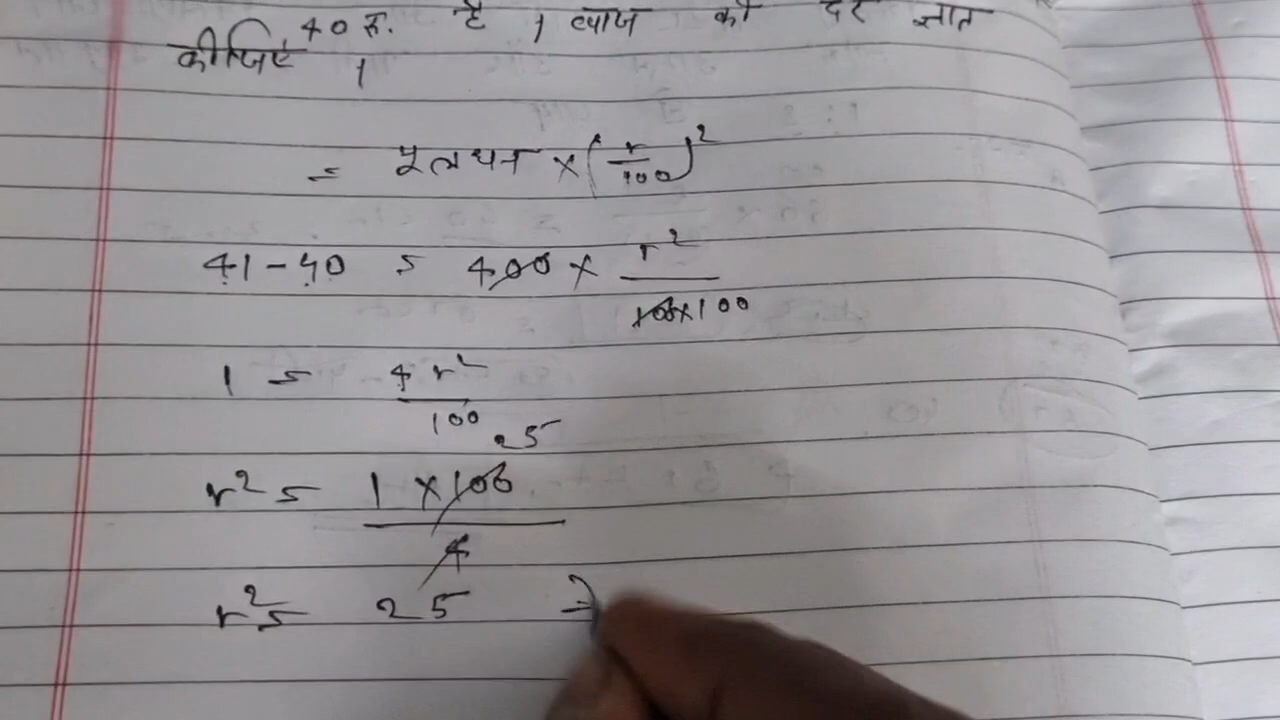 40 रु. है । ब्याज की दर ज्ञात
कीजिए ।
= मूलधन × (r/100)²
41 - 40 = 400 × r²/100×100
1 = 4r²/100
25
r² = 1 × 100/4
r² = 25 ⇒